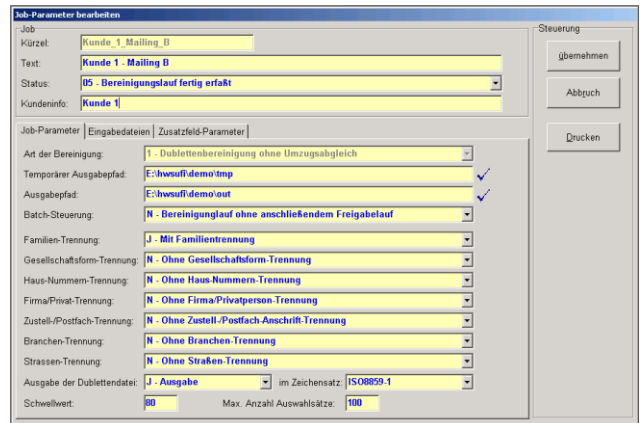 Job-Parameter bearbeiten
Job
Kürzel: Kunde_1_Mailing_B
Text: Kunde 1 - Mailing B
Status: 05 - Bereinigungslauf fertig erfaßt
Kundeninfo: Kunde 1
Steuerung
übernehmen
Abbruch
Drucken
Job-Parameter Eingabedateien Zusatzfeld-Parameter
Art der Bereinigung: 1 - Dublettenbereinigung ohne Umzugsabgleich
Temporärer Ausgabepfad: E:\hwsufi\demo\tmp
Ausgabepfad: E:\hwsufi\demo\out
Batch-Steuerung: N - Bereinigunglauf ohne anschließendem Freigabelauf
Familien-Trennung: J - Mit Familientrennung
Gesellschaftsform-Trennung: N - Ohne Gesellschaftsform-Trennung
Haus-Nummern-Trennung: N - Ohne Haus-Nummern-Trennung
Firma/Privat-Trennung: N - Ohne Firma/Privatperson-Trennung
Zustell-/Postfach-Trennung: N - Ohne Zustell-/Postfach-Anschrift-Trennung
Branchen-Trennung: N - Ohne Branchen-Trennung
Strassen-Trennung: N - Ohne Straßen-Trennung
Ausgabe der Dublettendatei: J - Ausgabe im Zeichensatz: ISO8859-1
Schwellwert: 80 Max. Anzahl Auswahlsätze: 100